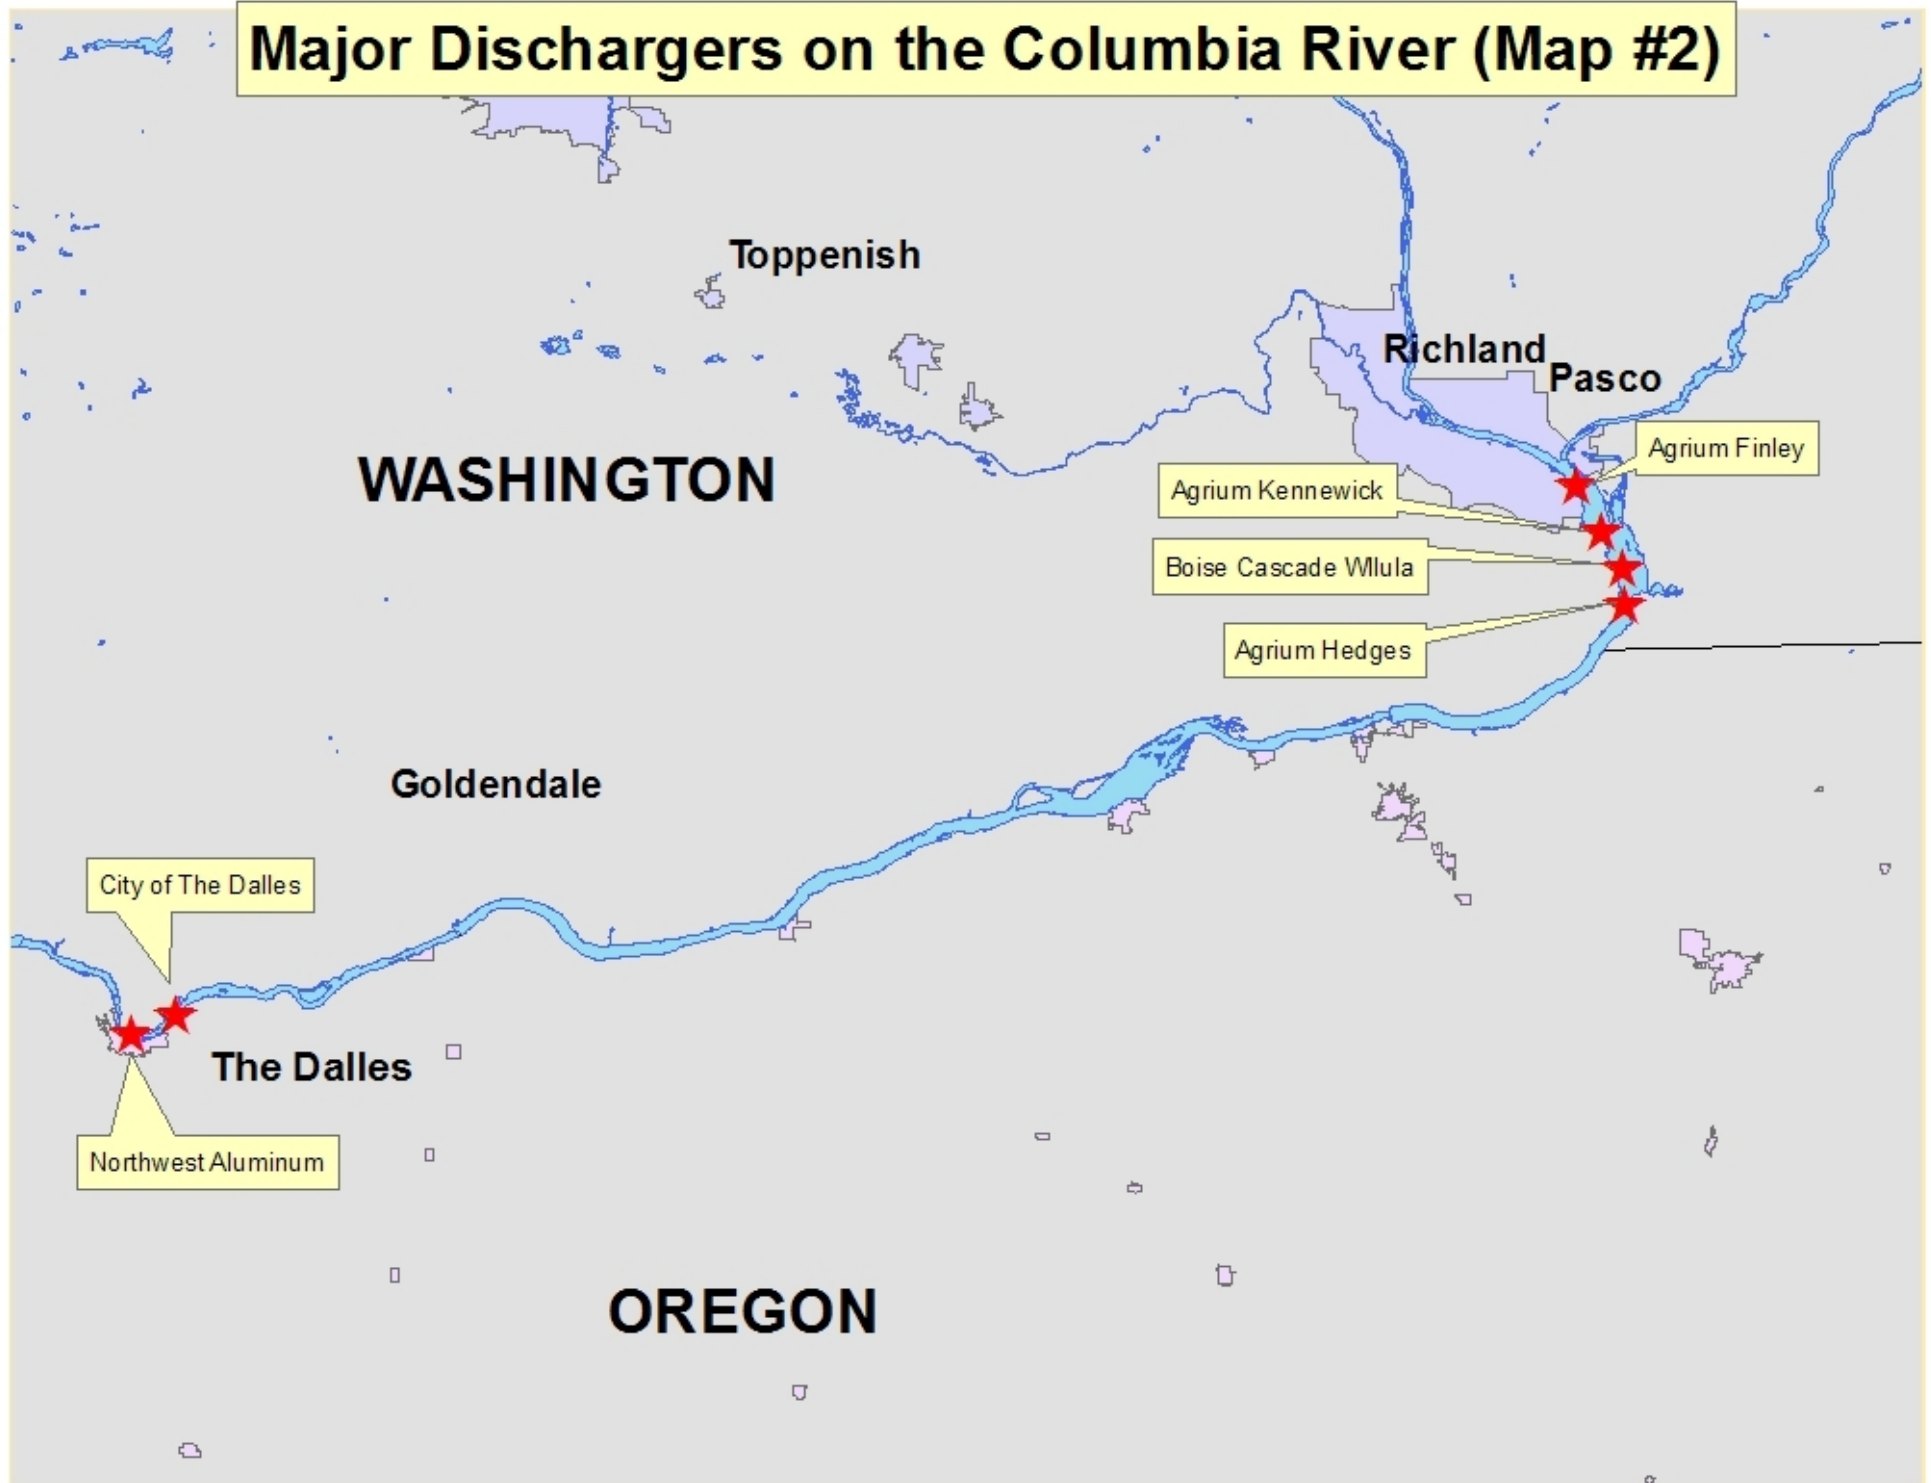 Major Dischargers on the Columbia River (Map #2)
Toppenish
Richland
Pasco
Agrium Finley
WASHINGTON
Agrium Kennewick
Boise Cascade Wllula
Agrium Hedges
Goldendale
City of The Dalles
The Dalles
Northwest Aluminum
OREGON